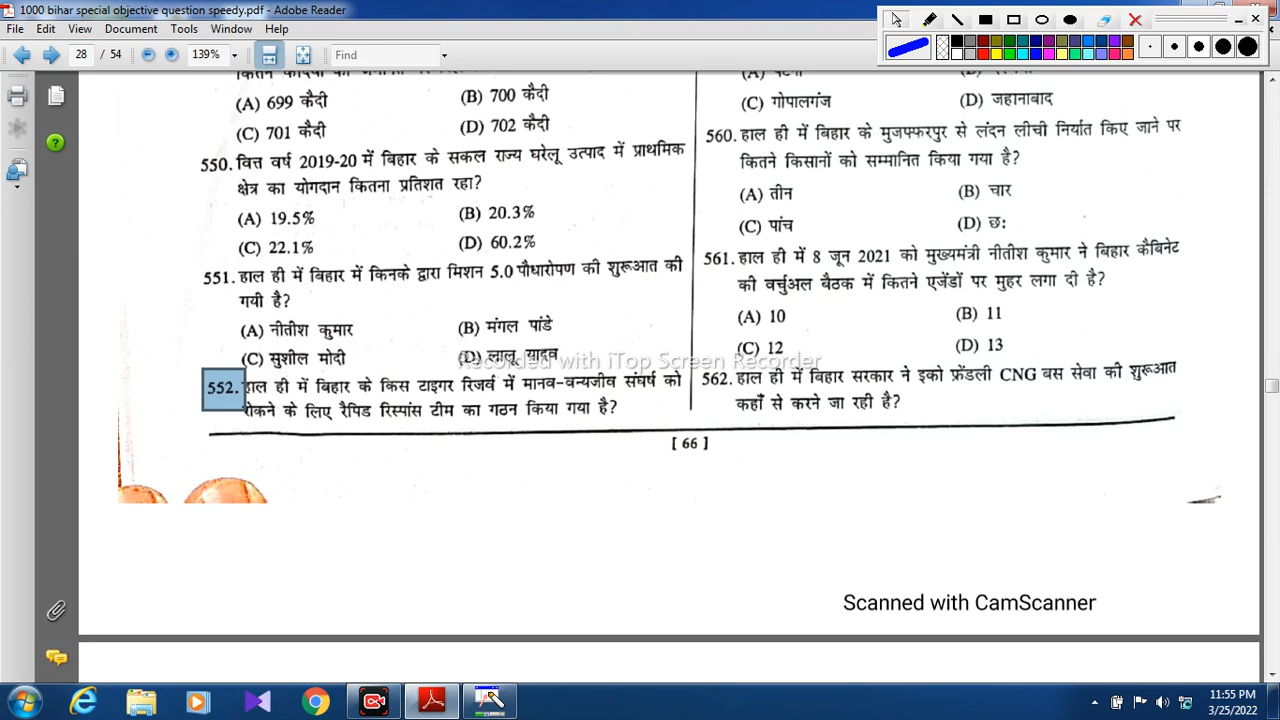 1000 bihar special objective question speedy.pdf - Adobe Reader
File Edit View Document Tools Window Help
28 / 54 139% Find
(A) 699 कैदी (B) 700 कैदी
(C) 701 कैदी (D) 702 कैदी
550. वित्त वर्ष 2019-20 में बिहार के सकल राज्य घरेलू उत्पाद में प्राथमिक
क्षेत्र का योगदान कितना प्रतिशत रहा?
(A) 19.5% (B) 20.3%
(C) 22.1% (D) 60.2%
551. हाल ही में बिहार में किनके द्वारा मिशन 5.0 पौधारोपण की शुरूआत की
गयी है?
(A) नीतीश कुमार (B) मंगल पांडे
(C) सुशील मोदी (D) लालू यादव
552. हाल ही में बिहार के किस टाइगर रिजर्व में मानव-वन्यजीव संघर्ष को
रोकने के लिए रैपिड रिस्पांस टीम का गठन किया गया है?
(C) गोपालगंज (D) जहानाबाद
560. हाल ही में बिहार के मुजफ्फरपुर से लंदन लीची निर्यात किए जाने पर
कितने किसानों को सम्मानित किया गया है?
(A) तीन (B) चार
(C) पांच (D) छः
561. हाल ही में 8 जून 2021 को मुख्यमंत्री नीतीश कुमार ने बिहार कैबिनेट
की वर्चुअल बैठक में कितने एजेंडों पर मुहर लगा दी है?
(A) 10 (B) 11
(C) 12 (D) 13
562. हाल ही में बिहार सरकार ने इको फ्रेंडली CNG बस सेवा की शुरूआत
कहाँ से करने जा रही है?
[ 66 ]
Recorded with iTop Screen Recorder
Scanned with CamScanner
11:55 PM
3/25/2022